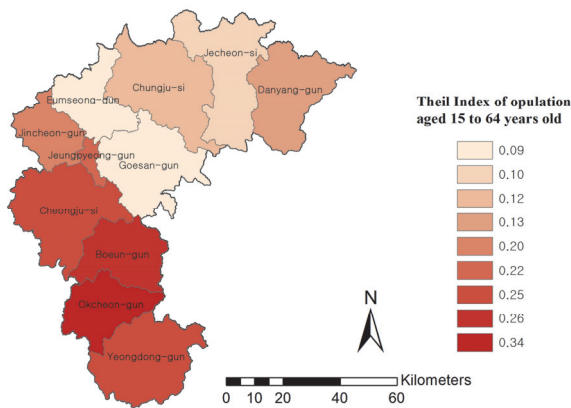 Jecheon-si
Chungju-si
Danyang-gun
Eumseong-gun
Jincheon-gun
Jeungpyeong-gun
Goesan-gun
Cheongju-si
Boeun-gun
Okcheon-gun
Yeongdong-gun
Theil Index of opulation
aged 15 to 64 years old
0.09
0.10
0.12
0.13
0.20
0.22
0.25
0.26
0.34
N
Kilometers
0 10 20 40 60